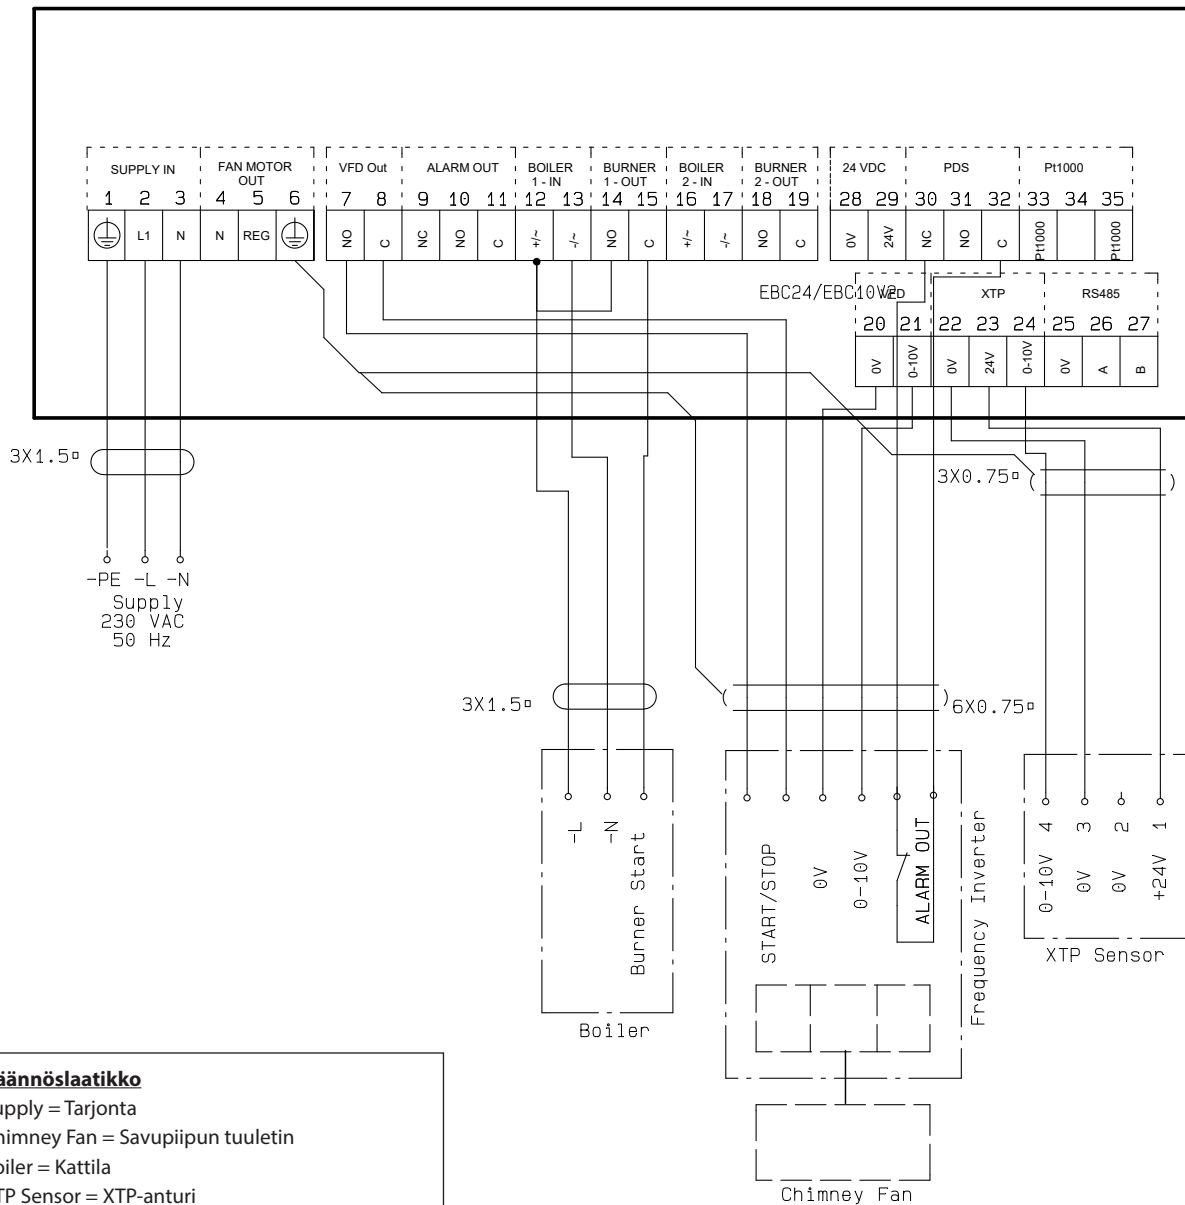 SUPPLY IN
FAN MOTOR
OUT
VFD Out
ALARM OUT
BOILER
1 - IN
BURNER
1 - OUT
BOILER
2 - IN
BURNER
2 - OUT
24 VDC
PDS
Pt1000
1 2 3 4 5 6 7 8 9 10 11 12 13 14 15 16 17 18 19 28 29 30 31 32 33 34 35
L1 N N REG NO C NC NO C +/~ -/~ NO C +/~ -/~ NO C 0V 24V NC NO C Pt1000 Pt1000
EBC24/EBC10V2
VFD
XTP
RS485
20 21 22 23 24 25 26 27
0V 0-10V 0V 24V 0-10V 0V A B
3X1.5
3X0.75
-PE -L -N
Supply
230 VAC
50 Hz
3X1.5
6X0.75
-L
-N
Burner Start
Boiler
START/STOP
0V
0-10V
ALARM OUT
Frequency Inverter
0-10V 4
0V 3
0V 2
+24V 1
XTP Sensor
Chimney Fan
äännöslaatikko
upply = Tarjonta
himney Fan = Savupiipun tuuletin
oiler = Kattila
TP Sensor = XTP-anturi